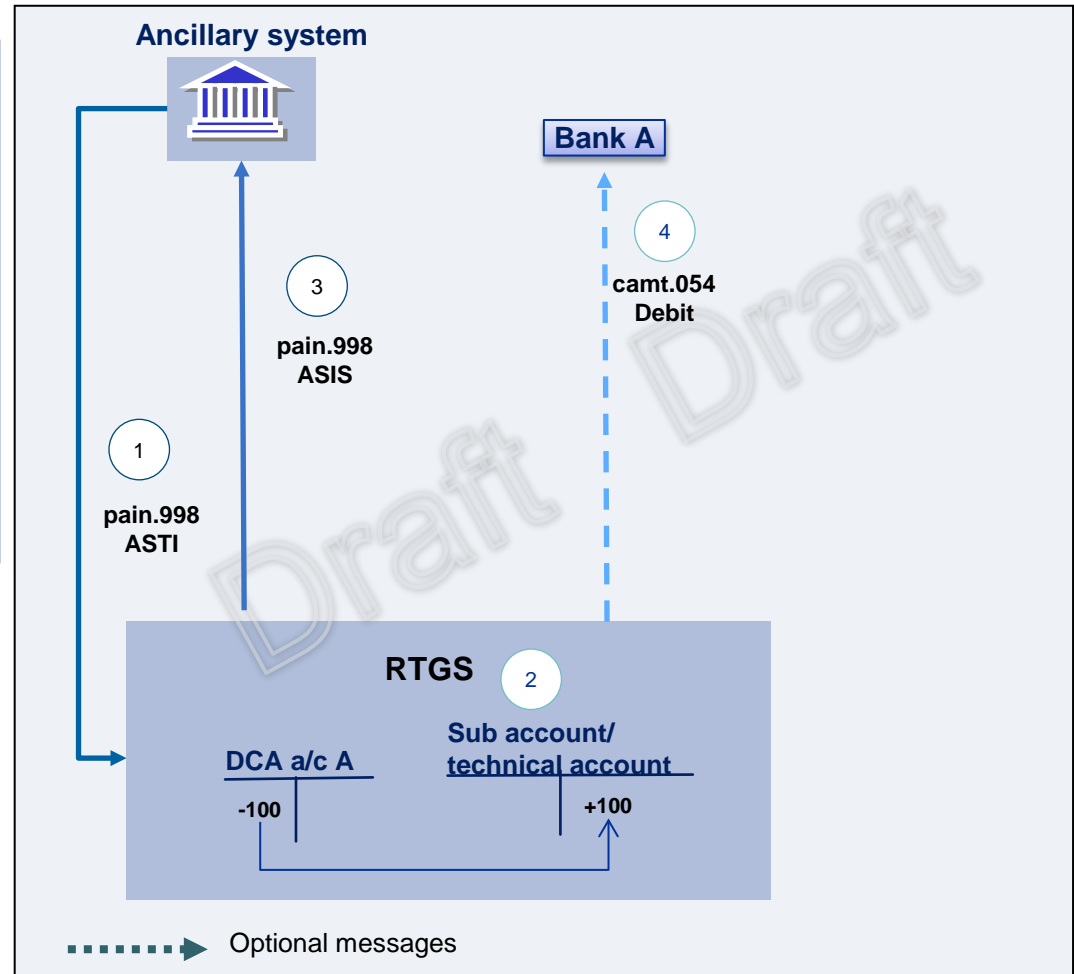 Ancillary system
Bank A
4
camt.054
Debit
3
pain.998
ASIS
1
pain.998
ASTI
Draft
Draft
RTGS
2
Sub account/
technical account
DCA a/c A
-100
+100
Optional messages